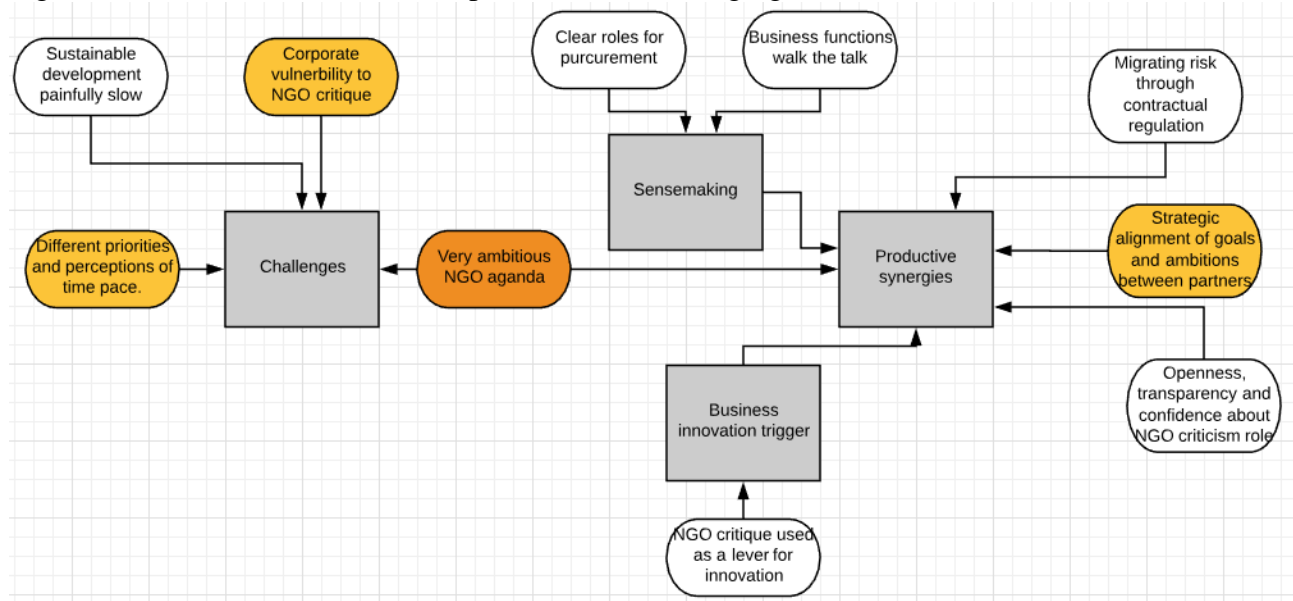 Sustainable
development
painfully slow
Corporate
vulnerbility to
NGO critique
Clear roles for
purcurement
Business functions
walk the talk
Migrating risk
through
contractual
regulation
Sensemaking
Different priorities
and perceptions of
time pace.
Challenges
Very ambitious
NGO aganda
Productive
synergies
Strategic
alignment of goals
and ambitions
between partners
Business
innovation trigger
Openness,
transparency and
confidence about
NGO criticism role
NGO critique used
as a lever for
innovation